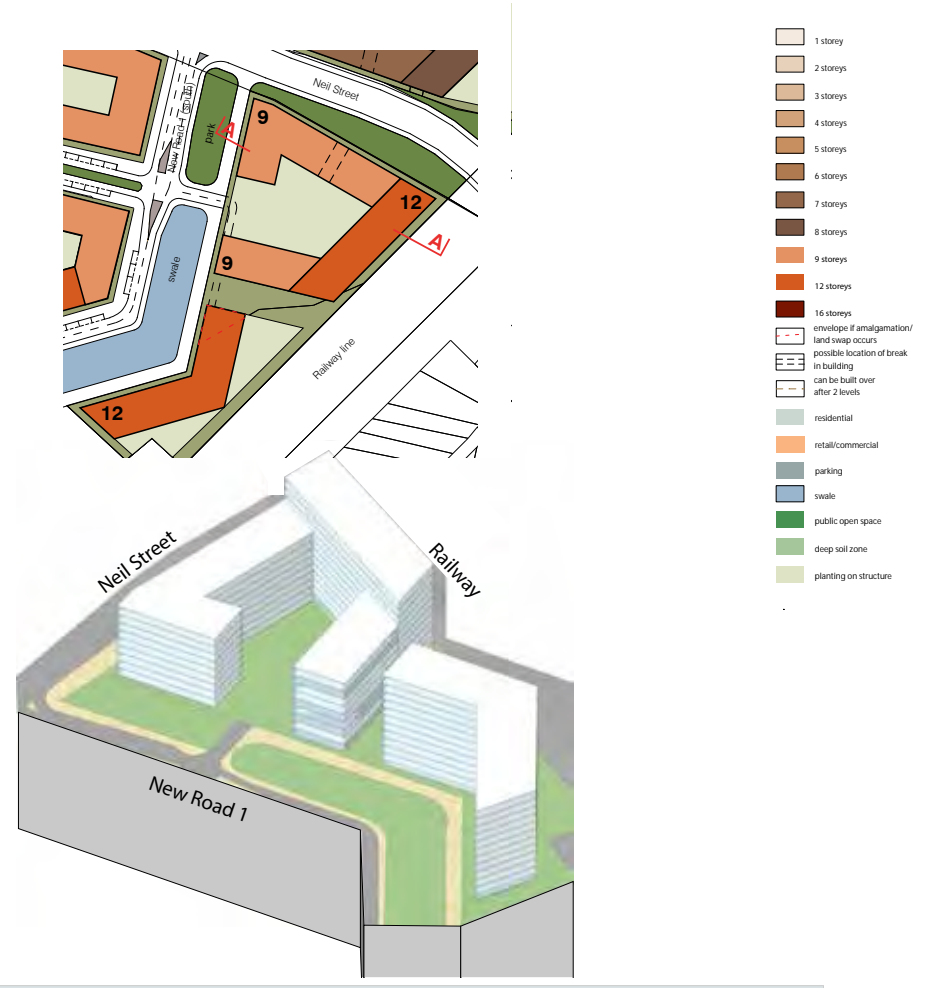 Neil Street
New Road 1 (south)
park
A
9
12
A
9
swale
Railway line
12
Neil Street
Railway
New Road 1
1 storey
2 storeys
3 storeys
4 storeys
5 storeys
6 storeys
7 storeys
8 storeys
9 storeys
12 storeys
16 storeys
envelope if amalgamation/
land swap occurs
possible location of break
in building
can be built over
after 2 levels
residential
retail/commercial
parking
swale
public open space
deep soil zone
planting on structure